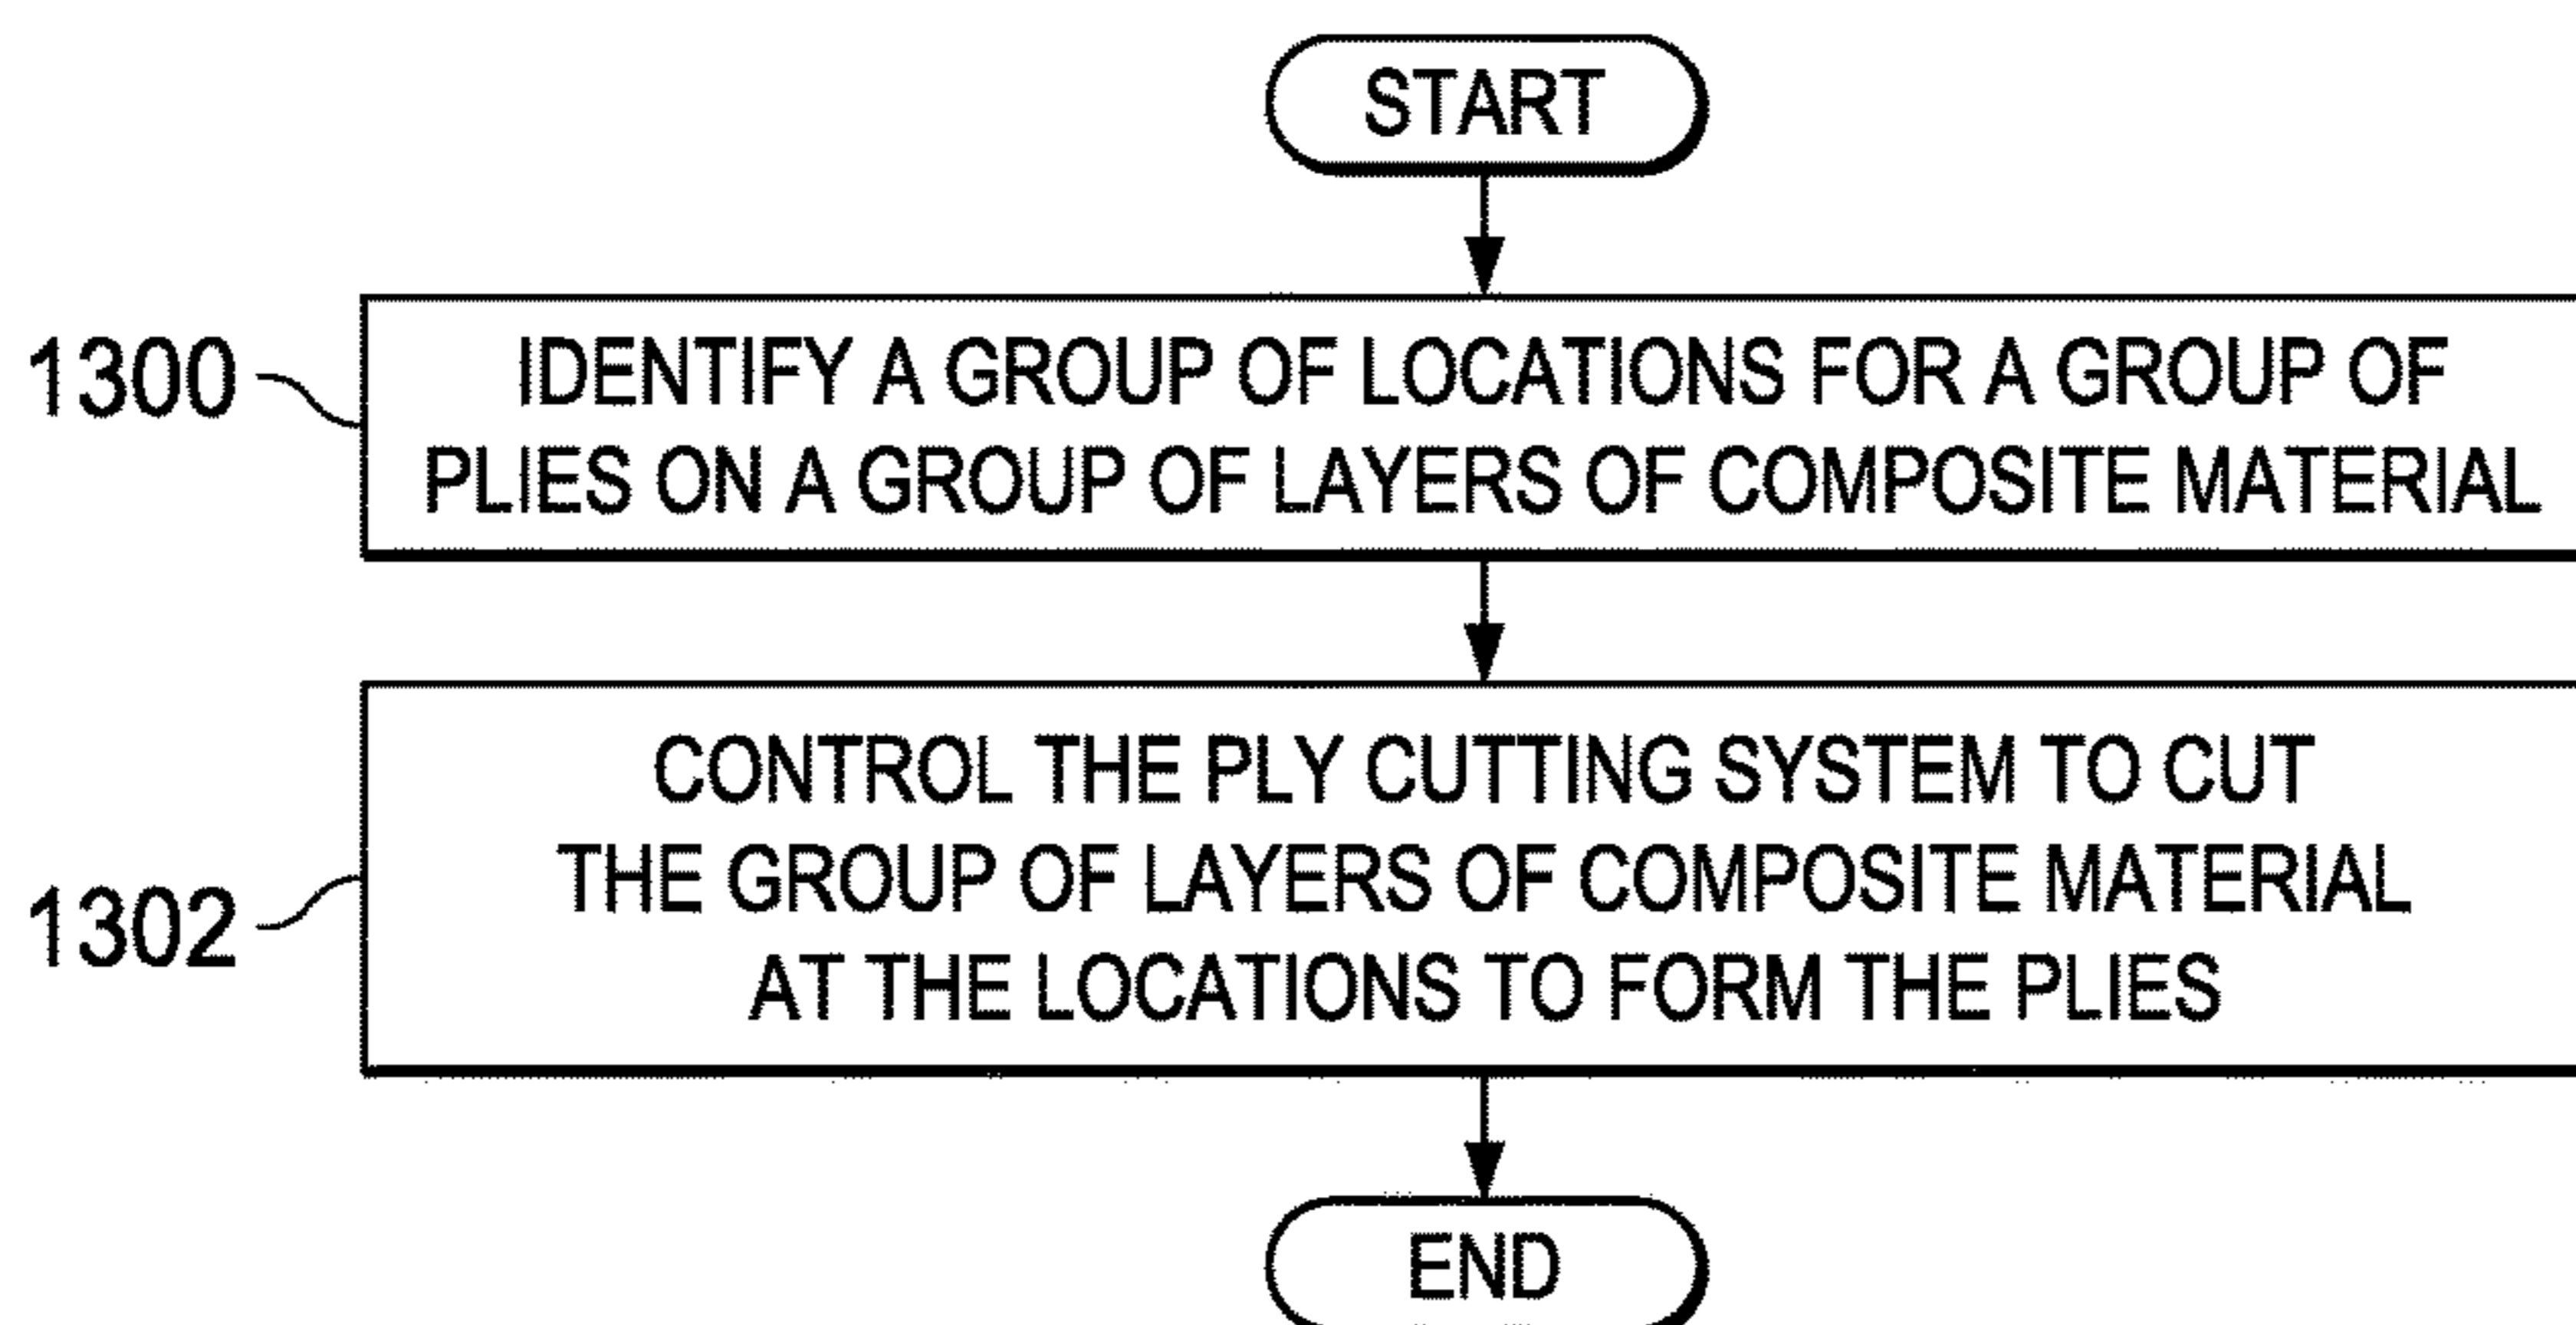 START
1300
IDENTIFY A GROUP OF LOCATIONS FOR A GROUP OF
PLIES ON A GROUP OF LAYERS OF COMPOSITE MATERIAL
1302
CONTROL THE PLY CUTTING SYSTEM TO CUT
THE GROUP OF LAYERS OF COMPOSITE MATERIAL
AT THE LOCATIONS TO FORM THE PLIES
END